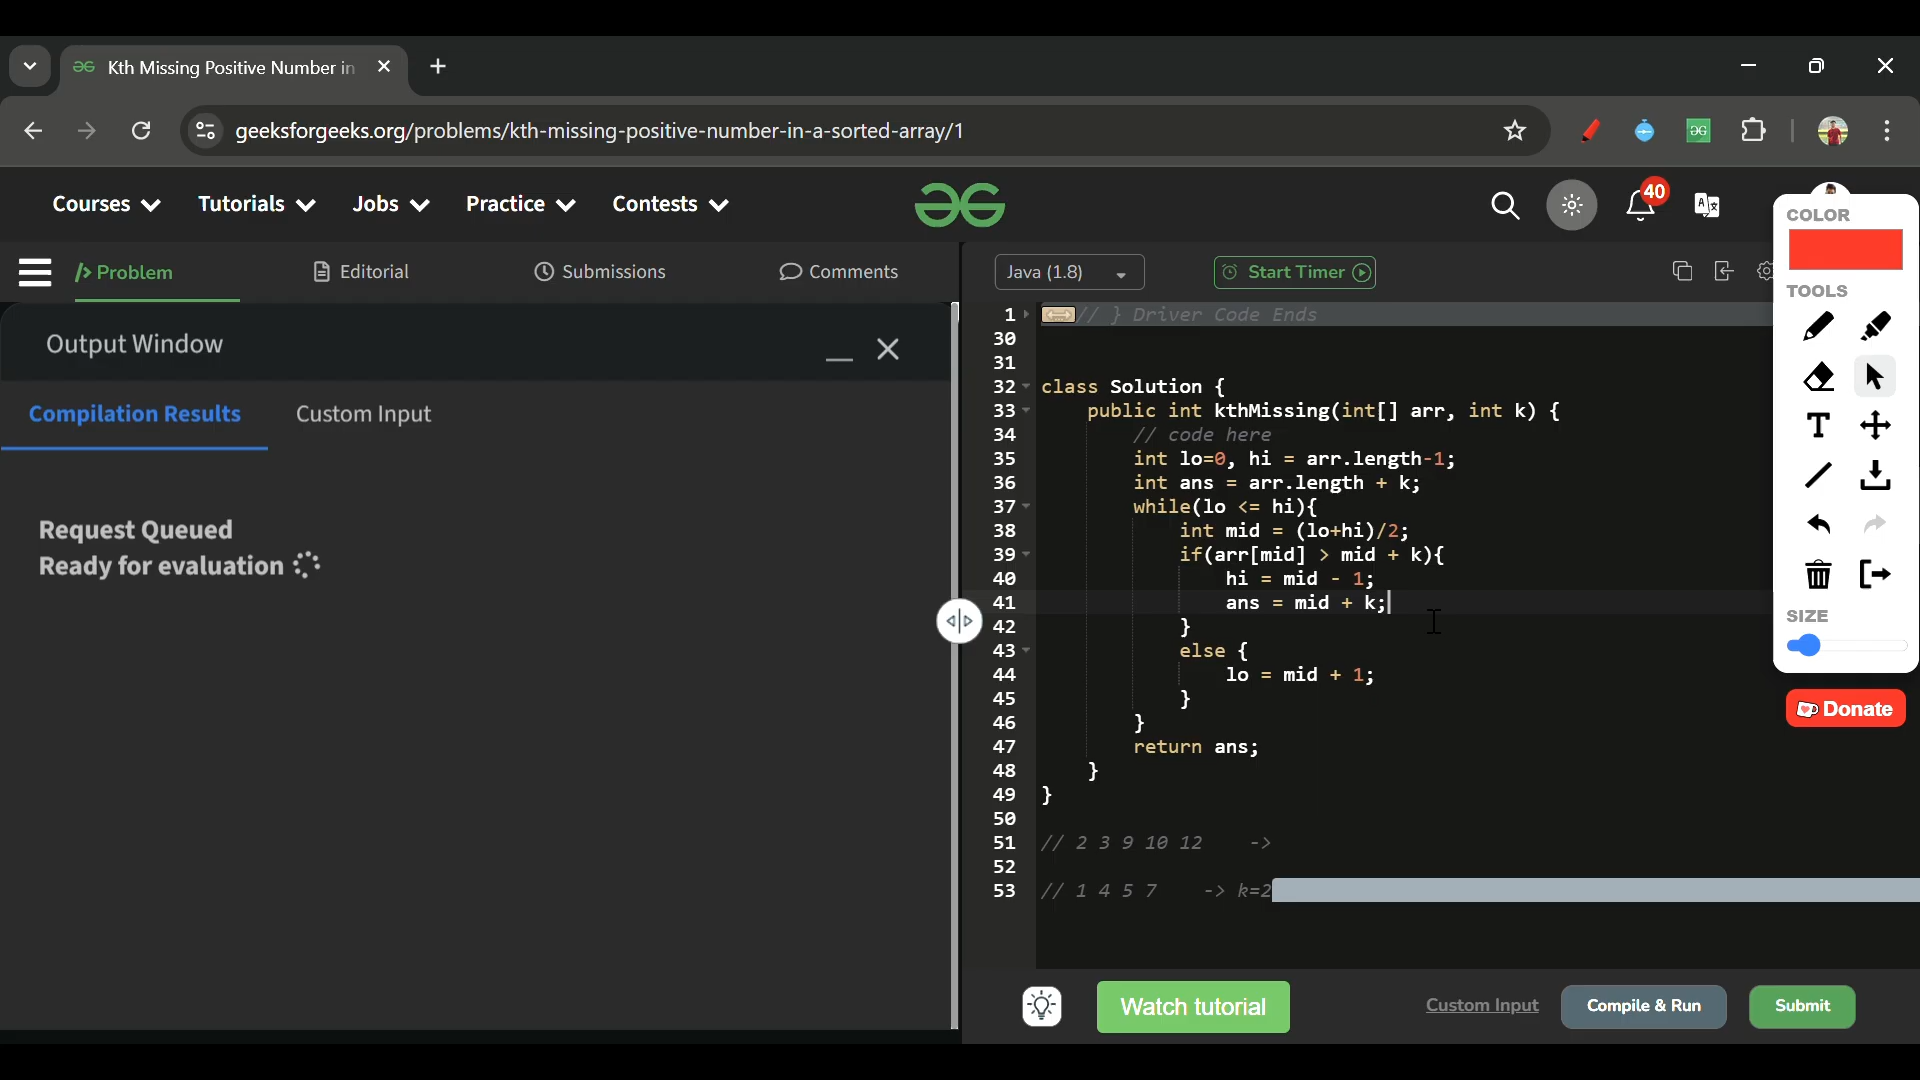 Kth Missing Positive Number in
geeksforgeeks.org/problems/kth-missing-positive-number-in-a-sorted-array/1
Courses Tutorials Jobs Practice Contests
40
Problem Editorial Submissions Comments
Java (1.8) Start Timer
Output Window
Compilation Results Custom Input
Request Queued
Ready for evaluation
1 // } Driver Code Ends
30
31
32 class Solution {
33 public int kthMissing(int[] arr, int k) {
34 // code here
35 int lo=0, hi = arr.length-1;
36 int ans = arr.length + k;
37 while(lo <= hi){
38 int mid = (lo+hi)/2;
39 if(arr[mid] > mid + k){
40 hi = mid - 1;
41 ans = mid + k;
42 }
43 else {
44 lo = mid + 1;
45 }
46 }
47 return ans;
48 }
49 }
50
51 // 2 3 9 10 12 ->
52
53 // 1 4 5 7 -> k=2
COLOR
TOOLS
T
SIZE
Donate
Watch tutorial
Custom Input
Compile & Run
Submit